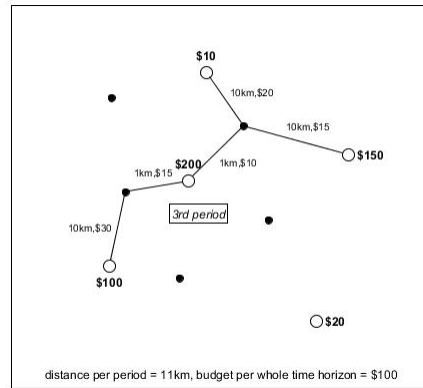 $10
10km,$20
10km,$15
$200
1km,$10
$150
1km,$15
3rd period
10km,$30
$100
$20
distance per period = 11km, budget per whole time horizon = $100